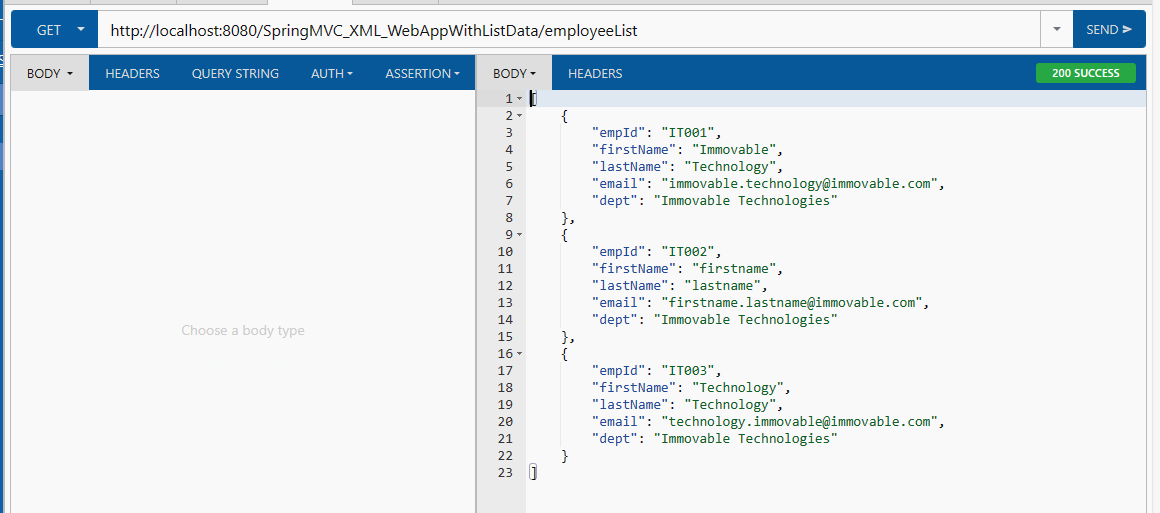 GET http://localhost:8080/SpringMVC_XML_WebAppWithListData/employeeList SEND
BODY HEADERS QUERY STRING AUTH ASSERTION
Choose a body type
BODY HEADERS 200 SUCCESS
1 [
2 {
3 "empId": "IT001",
4 "firstName": "Immovable",
5 "lastName": "Technology",
6 "email": "immovable.technology@immovable.com",
7 "dept": "Immovable Technologies"
8 },
9 {
10 "empId": "IT002",
11 "firstName": "firstname",
12 "lastName": "lastname",
13 "email": "firstname.lastname@immovable.com",
14 "dept": "Immovable Technologies"
15 },
16 {
17 "empId": "IT003",
18 "firstName": "Technology",
19 "lastName": "Technology",
20 "email": "technology.immovable@immovable.com",
21 "dept": "Immovable Technologies"
22 }
23 ]